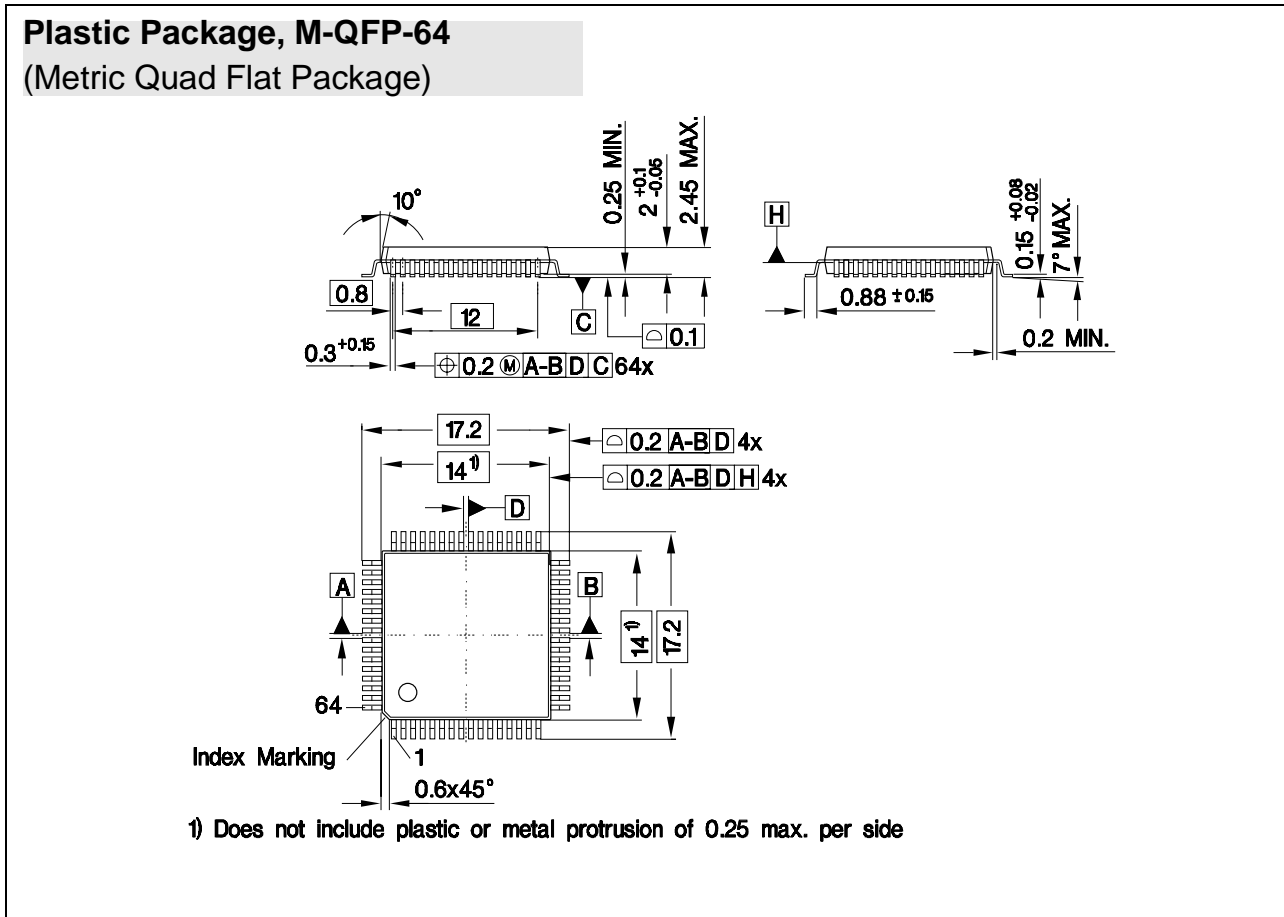 Plastic Package, M-QFP-64
(Metric Quad Flat Package)
0.25 MIN.
2 +0.1 -0.05
2.45 MAX.
10°
H
0.15 +0.08 -0.02
7° MAX.
0.8
12
C
⌓ 0.1
0.88 ±0.15
0.2 MIN.
0.3 +0.15
⌖ 0.2 Ⓜ A-B D C 64x
17.2
⌓ 0.2 A-B D 4x
14 1)
⌓ 0.2 A-B D H 4x
D
A
B
14 1)
17.2
64
Index Marking
1
0.6x45°
1) Does not include plastic or metal protrusion of 0.25 max. per side